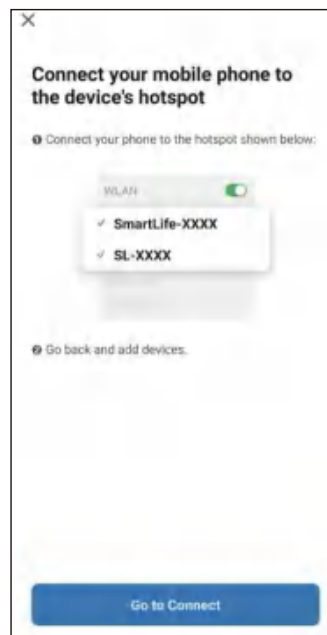 Connect your mobile phone to
the device's hotspot
❶ Connect your phone to the hotspot shown below:
WLAN
✓ SmartLife-XXXX
✓ SL-XXXX
❷ Go back and add devices.
Go to Connect